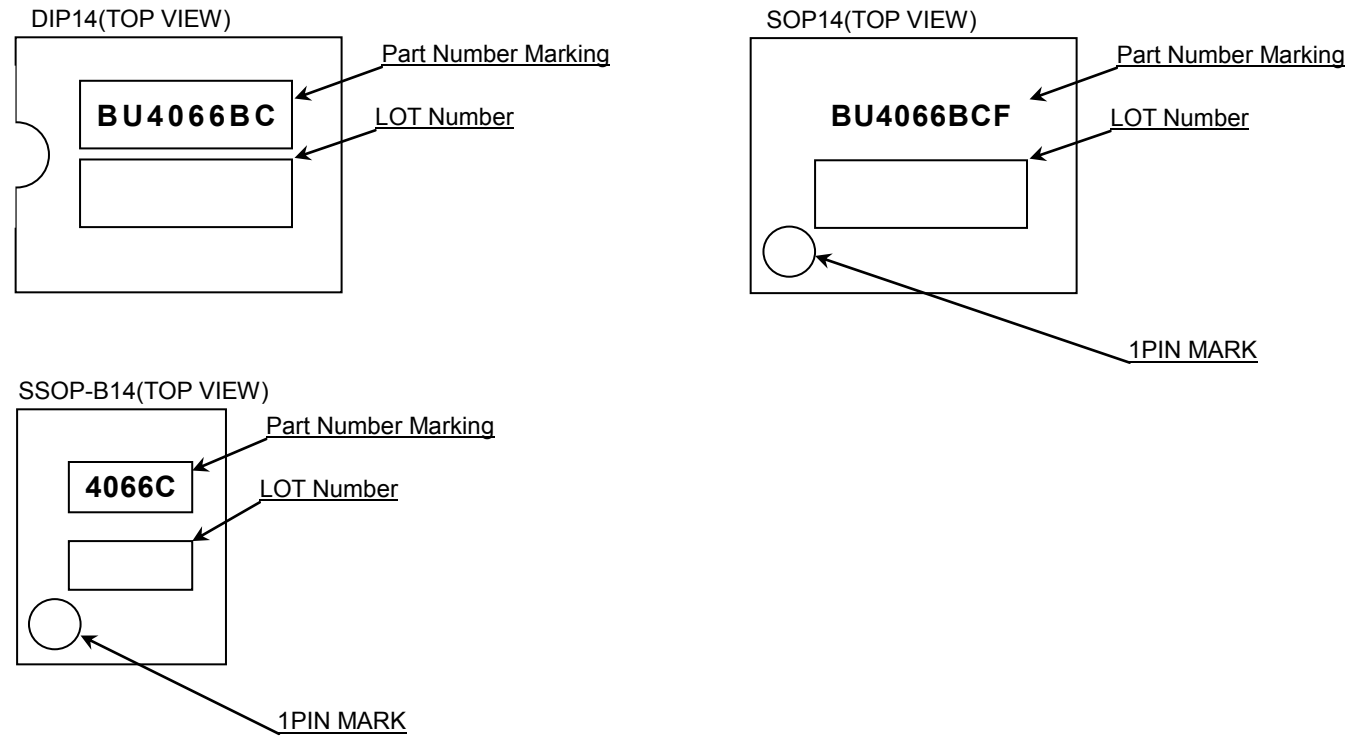 DIP14(TOP VIEW)
Part Number Marking
BU4066BC
LOT Number
SOP14(TOP VIEW)
Part Number Marking
BU4066BCF
LOT Number
1PIN MARK
SSOP-B14(TOP VIEW)
Part Number Marking
4066C
LOT Number
1PIN MARK